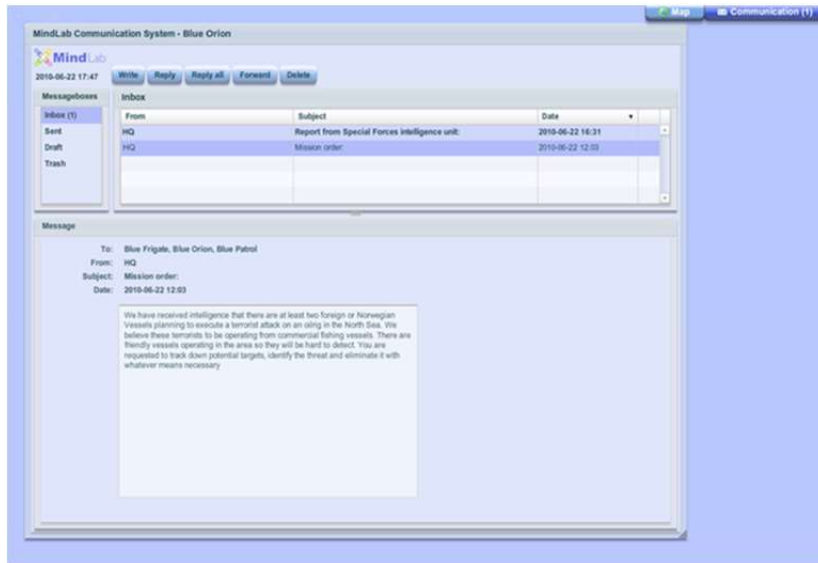 Map
Communication (1)
MindLab Communication System - Blue Orion
MindLab
2010-06-22 17:47
Write Reply Reply all Forward Delete
Messageboxes
Inbox (1)
Sent
Draft
Trash
Inbox
From Subject Date
HQ Report from Special Forces intelligence unit: 2010-06-22 16:31
HQ Mission order: 2010-06-22 12:03
Message
To: Blue Frigate, Blue Orion, Blue Patrol
From: HQ
Subject: Mission order:
Date: 2010-06-22 12:03
We have received intelligence that there are at least two foreign or Norwegian
Vessels planning to execute a terrorist attack on an oilrig in the North Sea. We
believe these terrorists to be operating from commercial fishing vessels. There are
friendly vessels operating in the area so they will be hard to detect. You are
requested to track down potential targets, identify the threat and eliminate it with
whatever means necessary